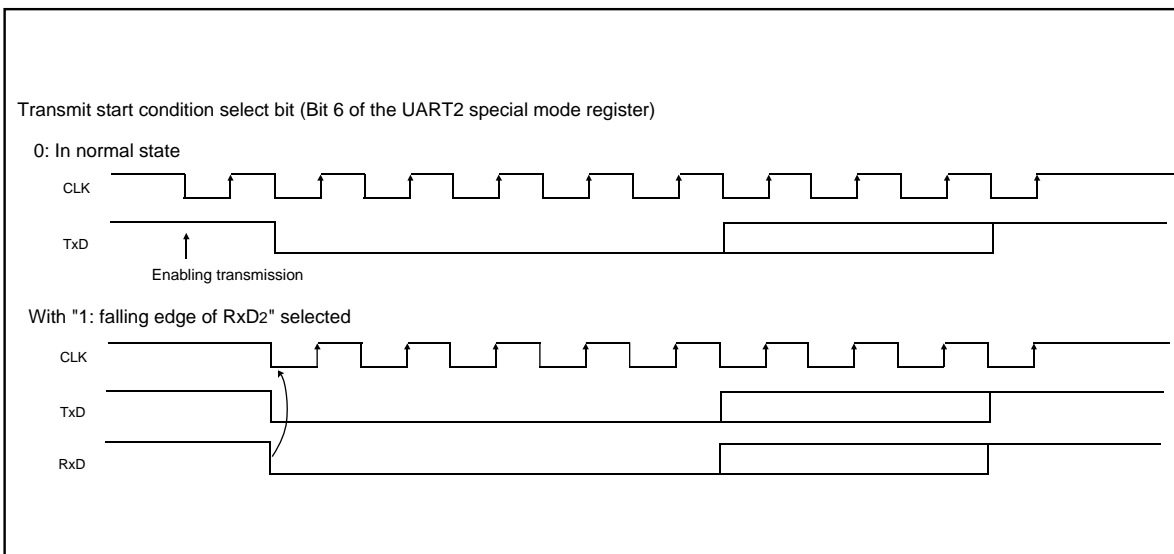 Transmit start condition select bit (Bit 6 of the UART2 special mode register)
0: In normal state
CLK
TxD
Enabling transmission
With "1: falling edge of RxD2" selected
CLK
TxD
RxD